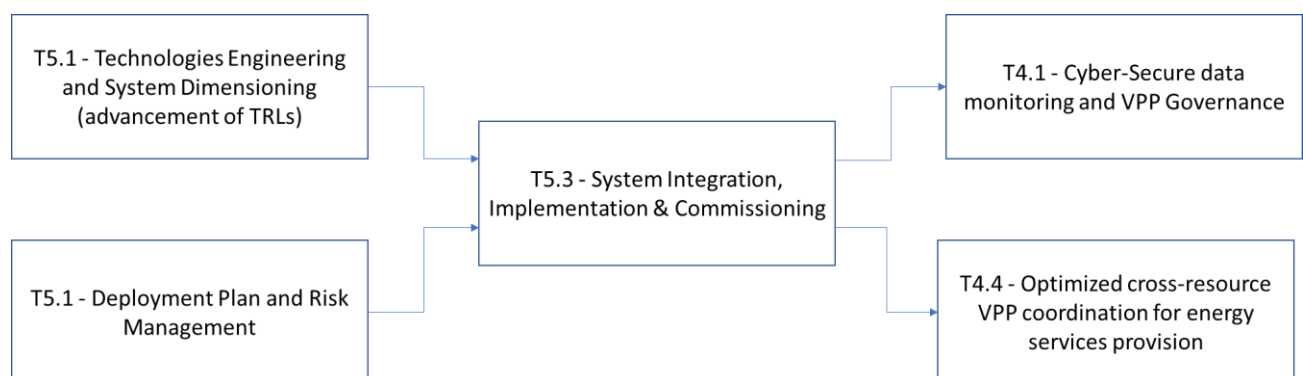 T5.1 - Technologies Engineering
and System Dimensioning
(advancement of TRLs)
T4.1 - Cyber-Secure data
monitoring and VPP Governance
T5.3 - System Integration,
Implementation & Commissioning
T5.1 - Deployment Plan and Risk
Management
T4.4 - Optimized cross-resource
VPP coordination for energy
services provision